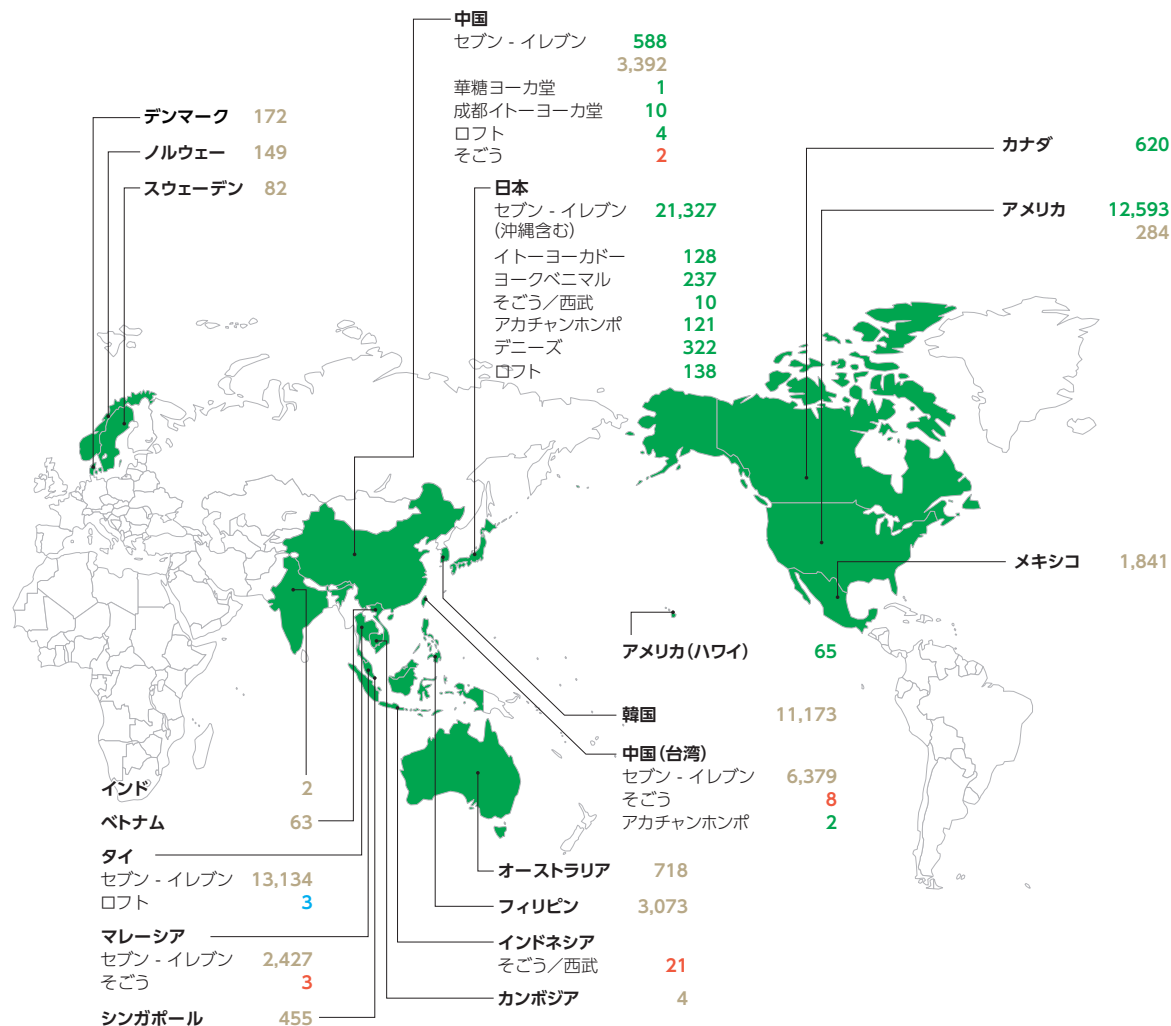 中国
セブン - イレブン 588
3,392
華糖ヨーカ堂 1
成都イトーヨーカ堂 10
ロフト 4
そごう 2
デンマーク 172
ノルウェー 149
スウェーデン 82
日本
セブン - イレブン 21,327
(沖縄含む)
イトーヨーカドー 128
ヨークベニマル 237
そごう／西武 10
アカチャンホンポ 121
デニーズ 322
ロフト 138
カナダ 620
アメリカ 12,593
284
メキシコ 1,841
アメリカ(ハワイ) 65
韓国 11,173
中国(台湾)
セブン - イレブン 6,379
そごう 8
アカチャンホンポ 2
インド 2
ベトナム 63
タイ
セブン - イレブン 13,134
ロフト 3
マレーシア
セブン - イレブン 2,427
そごう 3
シンガポール 455
オーストラリア 718
フィリピン 3,073
インドネシア
そごう／西武 21
カンボジア 4